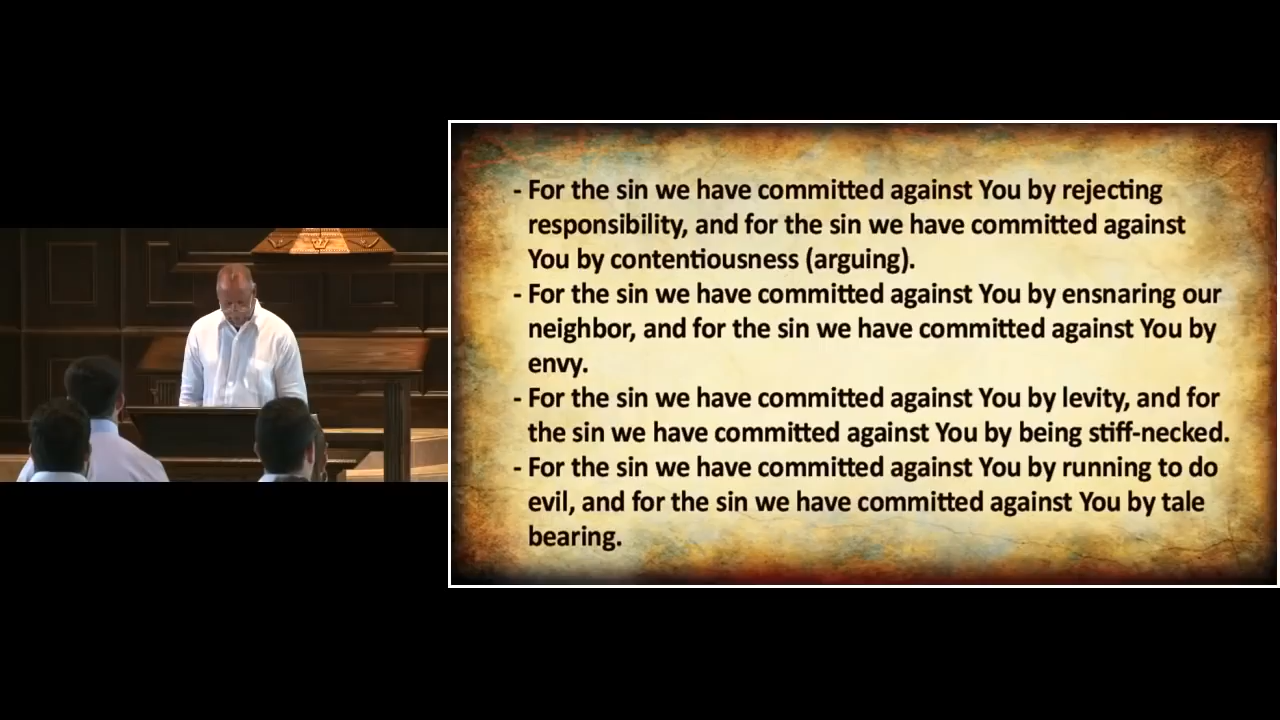 - For the sin we have committed against You by rejecting
responsibility, and for the sin we have committed against
You by contentiousness (arguing).
- For the sin we have committed against You by ensnaring our
neighbor, and for the sin we have committed against You by
envy.
- For the sin we have committed against You by levity, and for
the sin we have committed against You by being stiff-necked.
- For the sin we have committed against You by running to do
evil, and for the sin we have committed against You by tale
bearing.